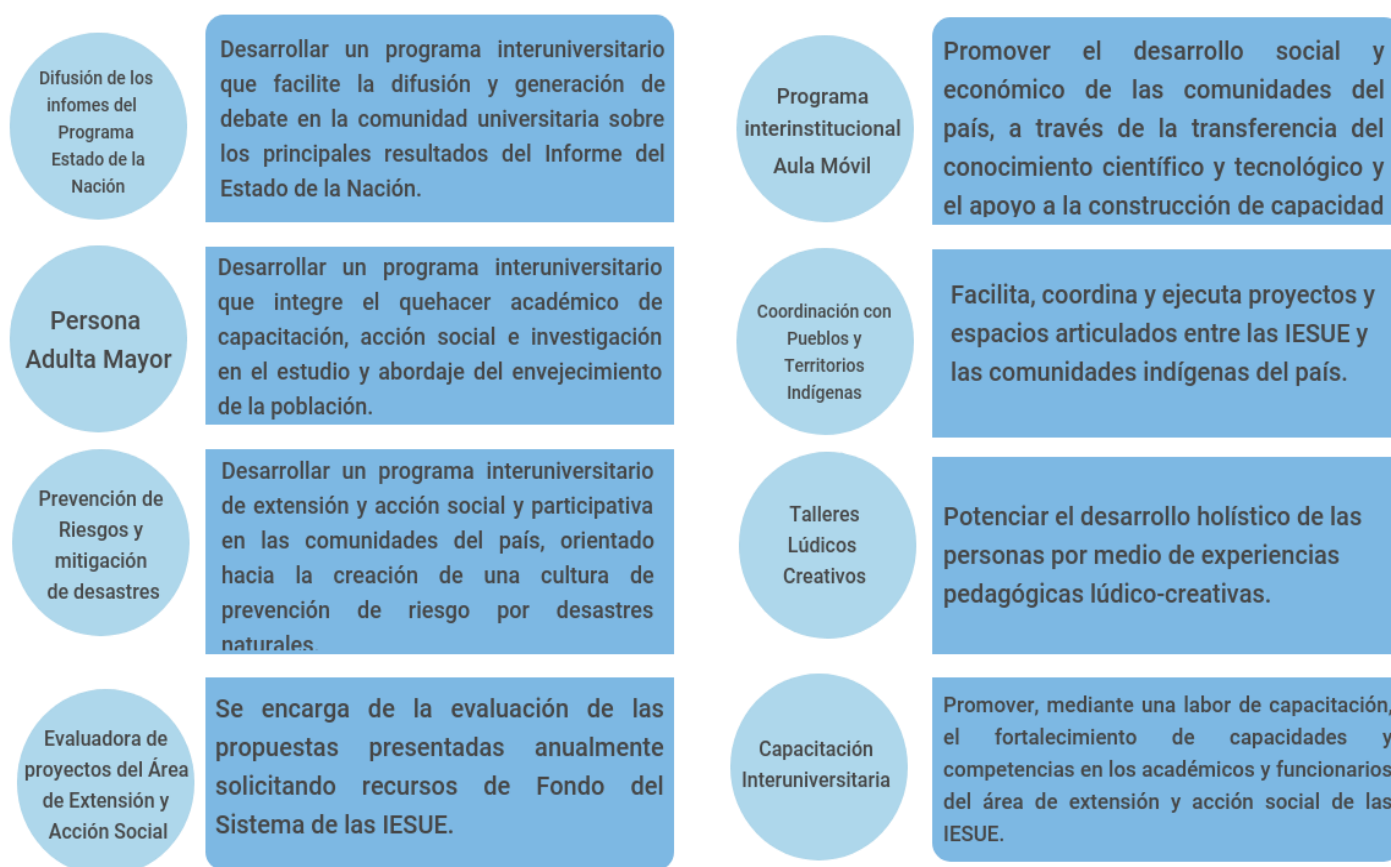 Difusión de los
infomes del
Programa
Estado de la
Nación
Desarrollar un programa interuniversitario
que facilite la difusión y generación de
debate en la comunidad universitaria sobre
los principales resultados del Informe del
Estado de la Nación.
Programa
interinstitucional
Aula Móvil
Promover el desarrollo social y
económico de las comunidades del
país, a través de la transferencia del
conocimiento científico y tecnológico y
el apoyo a la construcción de capacidad
Persona
Adulta Mayor
Desarrollar un programa interuniversitario
que integre el quehacer académico de
capacitación, acción social e investigación
en el estudio y abordaje del envejecimiento
de la población.
Coordinación con
Pueblos y
Territorios
Indígenas
Facilita, coordina y ejecuta proyectos y
espacios articulados entre las IESUE y
las comunidades indígenas del país.
Prevención de
Riesgos y
mitigación
de desastres
Desarrollar un programa interuniversitario
de extensión y acción social y participativa
en las comunidades del país, orientado
hacia la creación de una cultura de
prevención de riesgo por desastres
naturales.
Talleres
Lúdicos
Creativos
Potenciar el desarrollo holístico de las
personas por medio de experiencias
pedagógicas lúdico-creativas.
Evaluadora de
proyectos del Área
de Extensión y
Acción Social
Se encarga de la evaluación de las
propuestas presentadas anualmente
solicitando recursos de Fondo del
Sistema de las IESUE.
Capacitación
Interuniversitaria
Promover, mediante una labor de capacitación,
el fortalecimiento de capacidades y
competencias en los académicos y funcionarios
del área de extensión y acción social de las
IESUE.